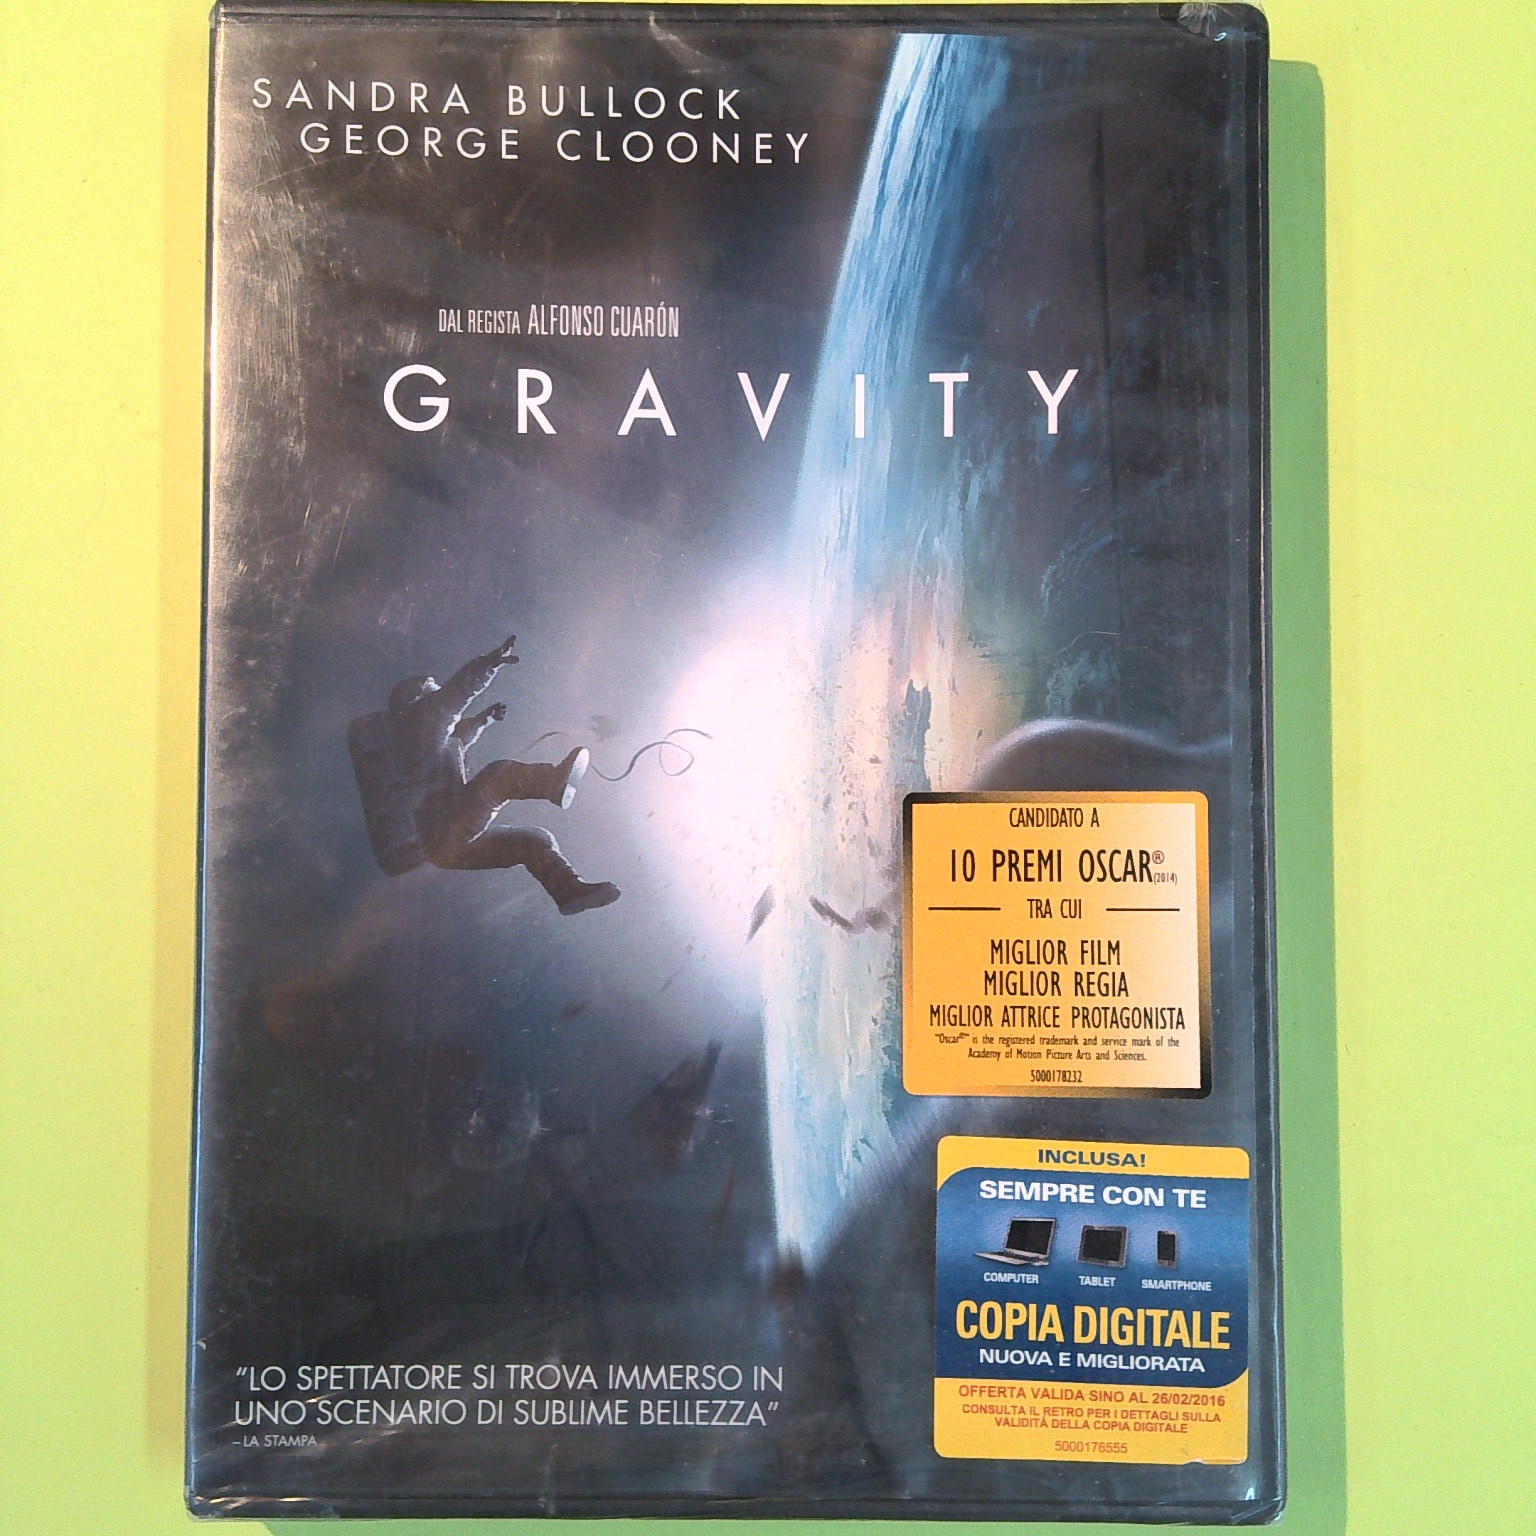 SANDRA BULLOCK
GEORGE CLOONEY
DAL REGISTA ALFONSO CUARÓN
GRAVITY
CANDIDATO A
10 PREMI OSCAR® (2014)
TRA CUI
MIGLIOR FILM
MIGLIOR REGIA
MIGLIOR ATTRICE PROTAGONISTA
"Oscar®" is the registered trademark and service mark of the
Academy of Motion Picture Arts and Sciences.
5000178232
INCLUSA!
SEMPRE CON TE
COMPUTER TABLET SMARTPHONE
COPIA DIGITALE
NUOVA E MIGLIORATA
OFFERTA VALIDA SINO AL 26/02/2016
CONSULTA IL RETRO PER I DETTAGLI SULLA
VALIDITÀ DELLA COPIA DIGITALE
5000176555
"LO SPETTATORE SI TROVA IMMERSO IN
UNO SCENARIO DI SUBLIME BELLEZZA"
– LA STAMPA